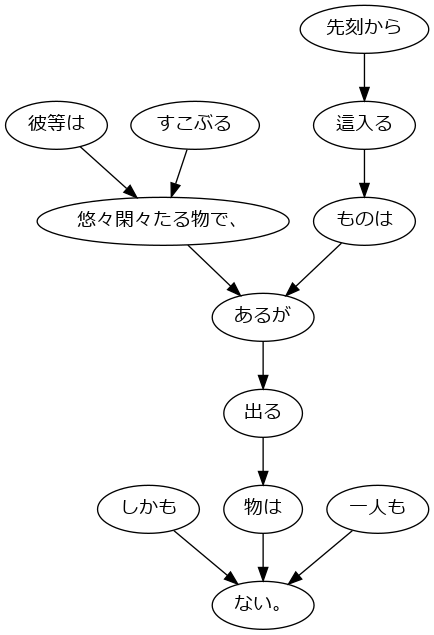 先刻から
彼等は
すこぶる
這入る
悠々閑々たる物で、
ものは
あるが
出る
しかも
物は
一人も
ない。